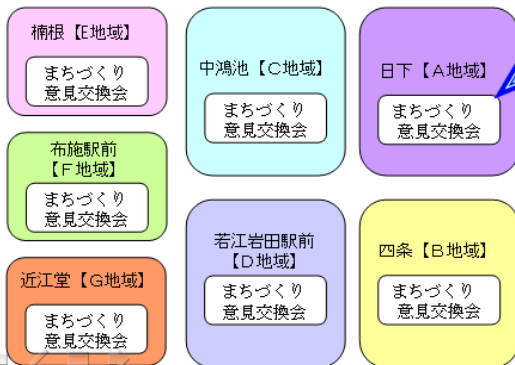 楠根【E地域】
まちづくり
意見交換会
中鴻池【C地域】
まちづくり
意見交換会
日下【A地域】
まちづくり
意見交換会
布施駅前
【F地域】
まちづくり
意見交換会
若江岩田駅前
【D地域】
まちづくり
意見交換会
四条【B地域】
まちづくり
意見交換会
近江堂【G地域】
まちづくり
意見交換会